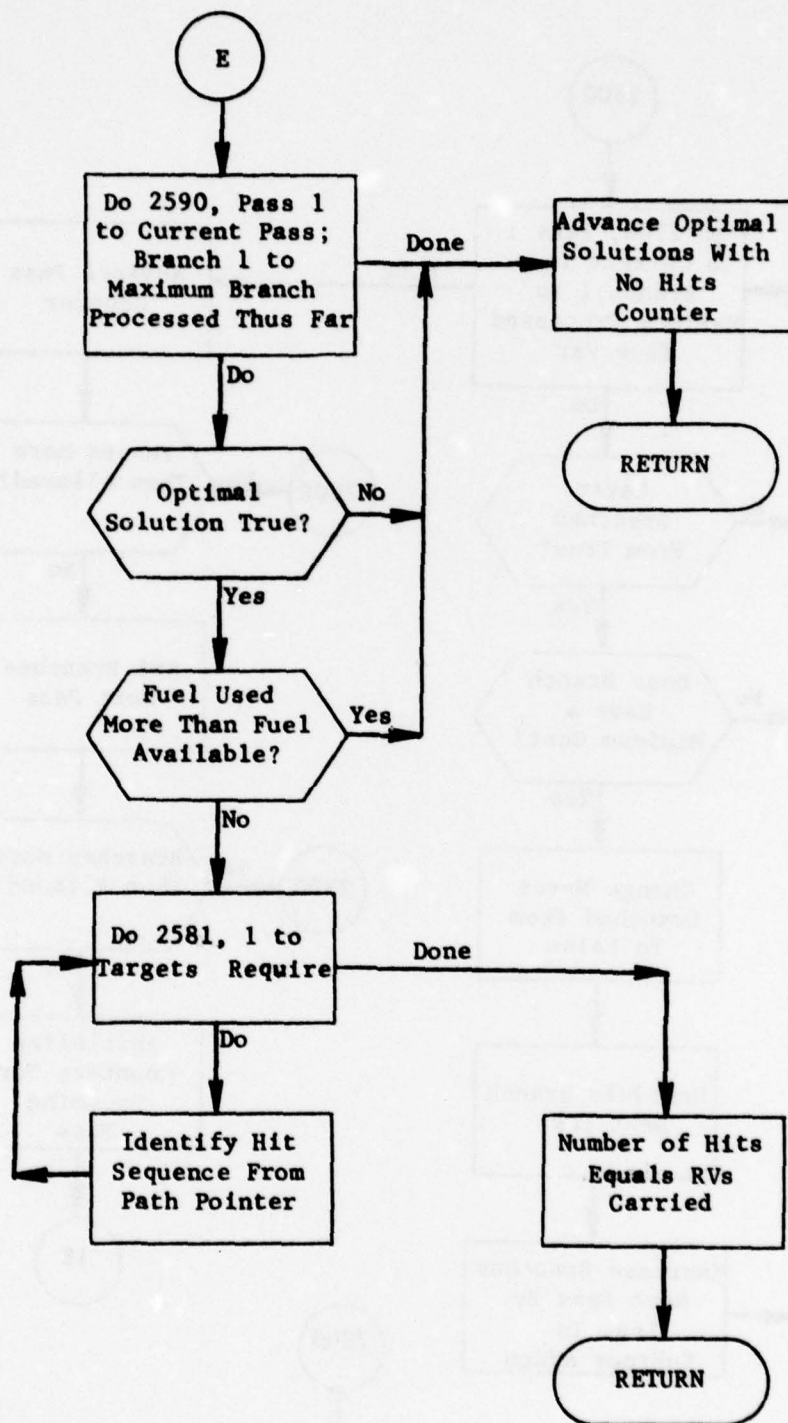 E
Do 2590, Pass 1
to Current Pass;
Branch 1 to
Maximum Branch
Processed Thus Far
Done
Advance Optimal
Solutions With
No Hits
Counter
Do
RETURN
Optimal
Solution True?
No
Yes
Fuel Used
More Than Fuel
Available?
Yes
No
Do 2581, 1 to
Targets Require
Done
Do
Identify Hit
Sequence From
Path Pointer
Number of Hits
Equals RVs
Carried
RETURN